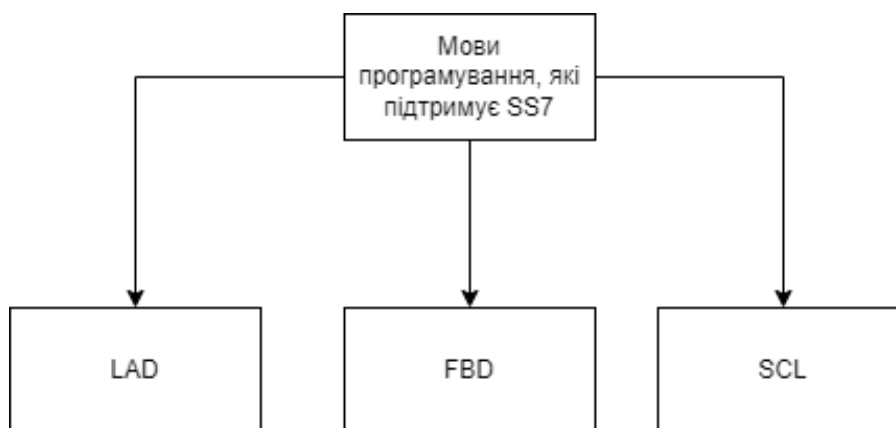 Мови
програмування, які
підтримує SS7
LAD
FBD
SCL